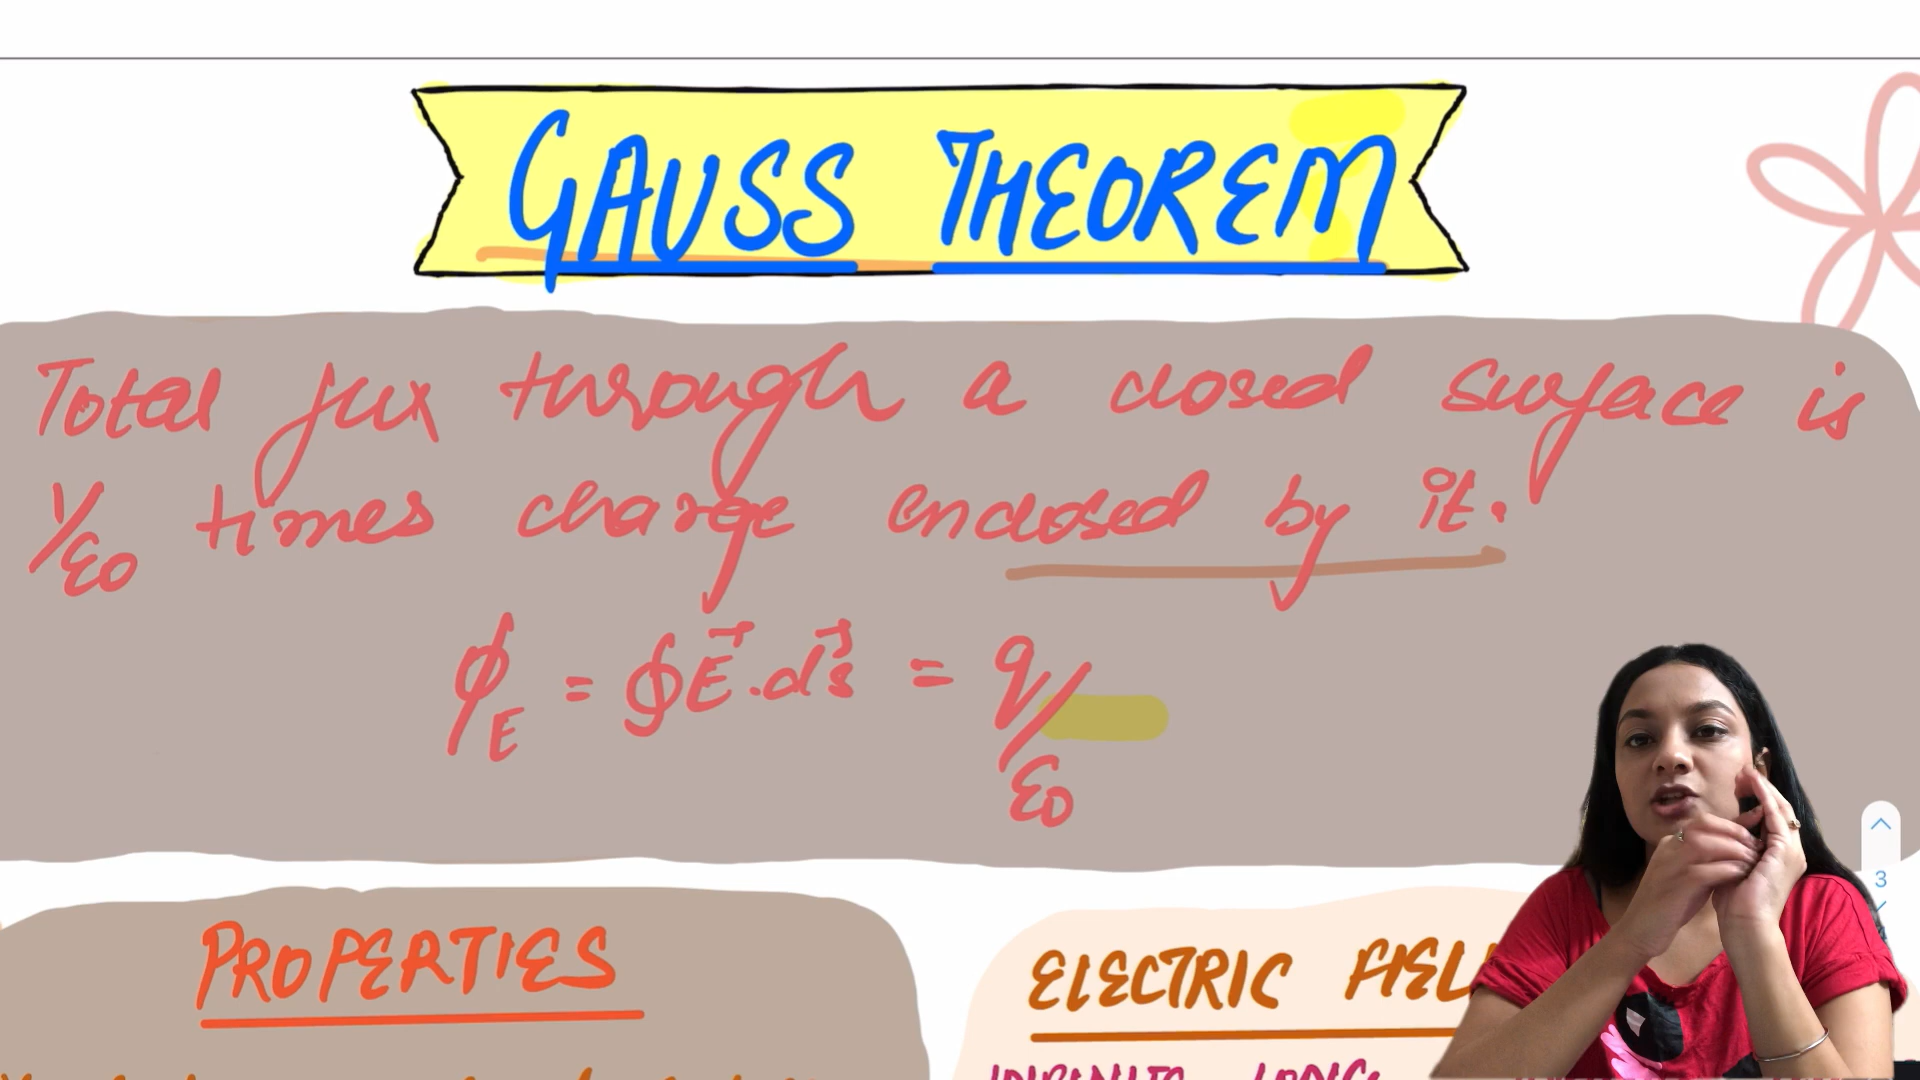 GAUSS THEOREM
Total flux through a closed surface is
1/ε0 times charge enclosed by it.
ϕE = ∮E⃗.ds⃗ = q/ε0
PROPERTIES
ELECTRIC FIEL
3